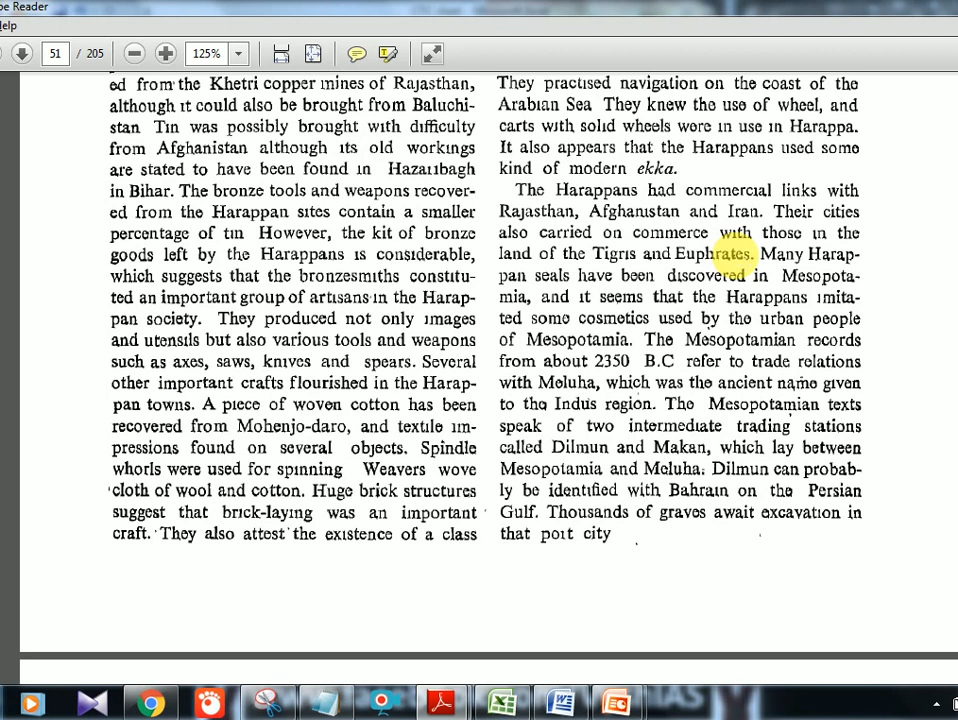 be Reader
Help
51 / 205
125%
ed from the Khetri copper mines of Rajasthan,
although it could also be brought from Baluchi-
stan Tin was possibly brought with difficulty
from Afghanistan although its old workings
are stated to have been found in Hazaribagh
in Bihar. The bronze tools and weapons recover-
ed from the Harappan sites contain a smaller
percentage of tin However, the kit of bronze
goods left by the Harappans is considerable,
which suggests that the bronzesmiths constitu-
ted an important group of artisans in the Harap-
pan society. They produced not only images
and utensils but also various tools and weapons
such as axes, saws, knives and spears. Several
other important crafts flourished in the Harap-
pan towns. A piece of woven cotton has been
recovered from Mohenjo-daro, and textile im-
pressions found on several objects. Spindle
whorls were used for spinning Weavers wove
cloth of wool and cotton. Huge brick structures
suggest that brick-laying was an important
craft. They also attest the existence of a class
They practised navigation on the coast of the
Arabian Sea They knew the use of wheel, and
carts with solid wheels were in use in Harappa.
It also appears that the Harappans used some
kind of modern ekka.
The Harappans had commercial links with
Rajasthan, Afghanistan and Iran. Their cities
also carried on commerce with those in the
land of the Tigris and Euphrates. Many Harap-
pan seals have been discovered in Mesopota-
mia, and it seems that the Harappans imita-
ted some cosmetics used by the urban people
of Mesopotamia. The Mesopotamian records
from about 2350 B.C refer to trade relations
with Meluha, which was the ancient name given
to the Indus region. The Mesopotamian texts
speak of two intermediate trading stations
called Dilmun and Makan, which lay between
Mesopotamia and Meluha. Dilmun can probab-
ly be identified with Bahrain on the Persian
Gulf. Thousands of graves await excavation in
that port city